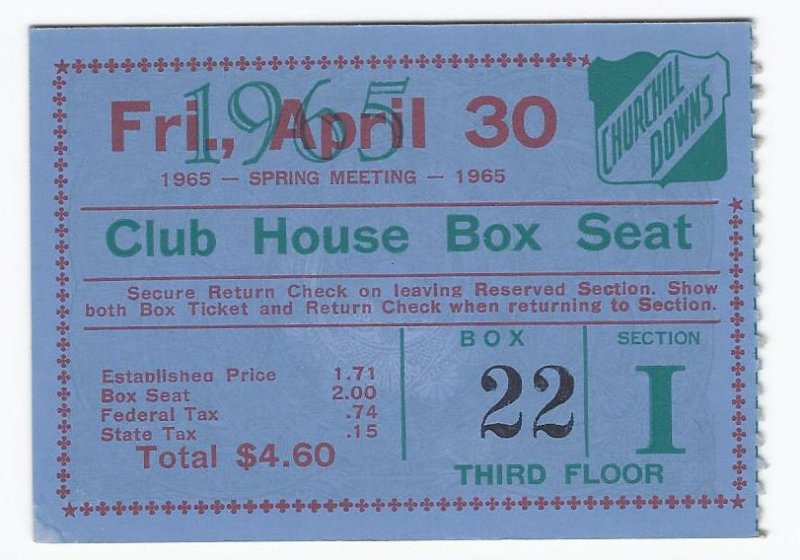 1965
Fri., April 30
CHURCHILL
DOWNS
1965 — SPRING MEETING — 1965
Club House Box Seat
Secure Return Check on leaving Reserved Section. Show
both Box Ticket and Return Check when returning to Section.
Established Price 1.71
Box Seat 2.00
Federal Tax .74
State Tax .15
Total $4.60
BOX
22
SECTION
I
THIRD FLOOR